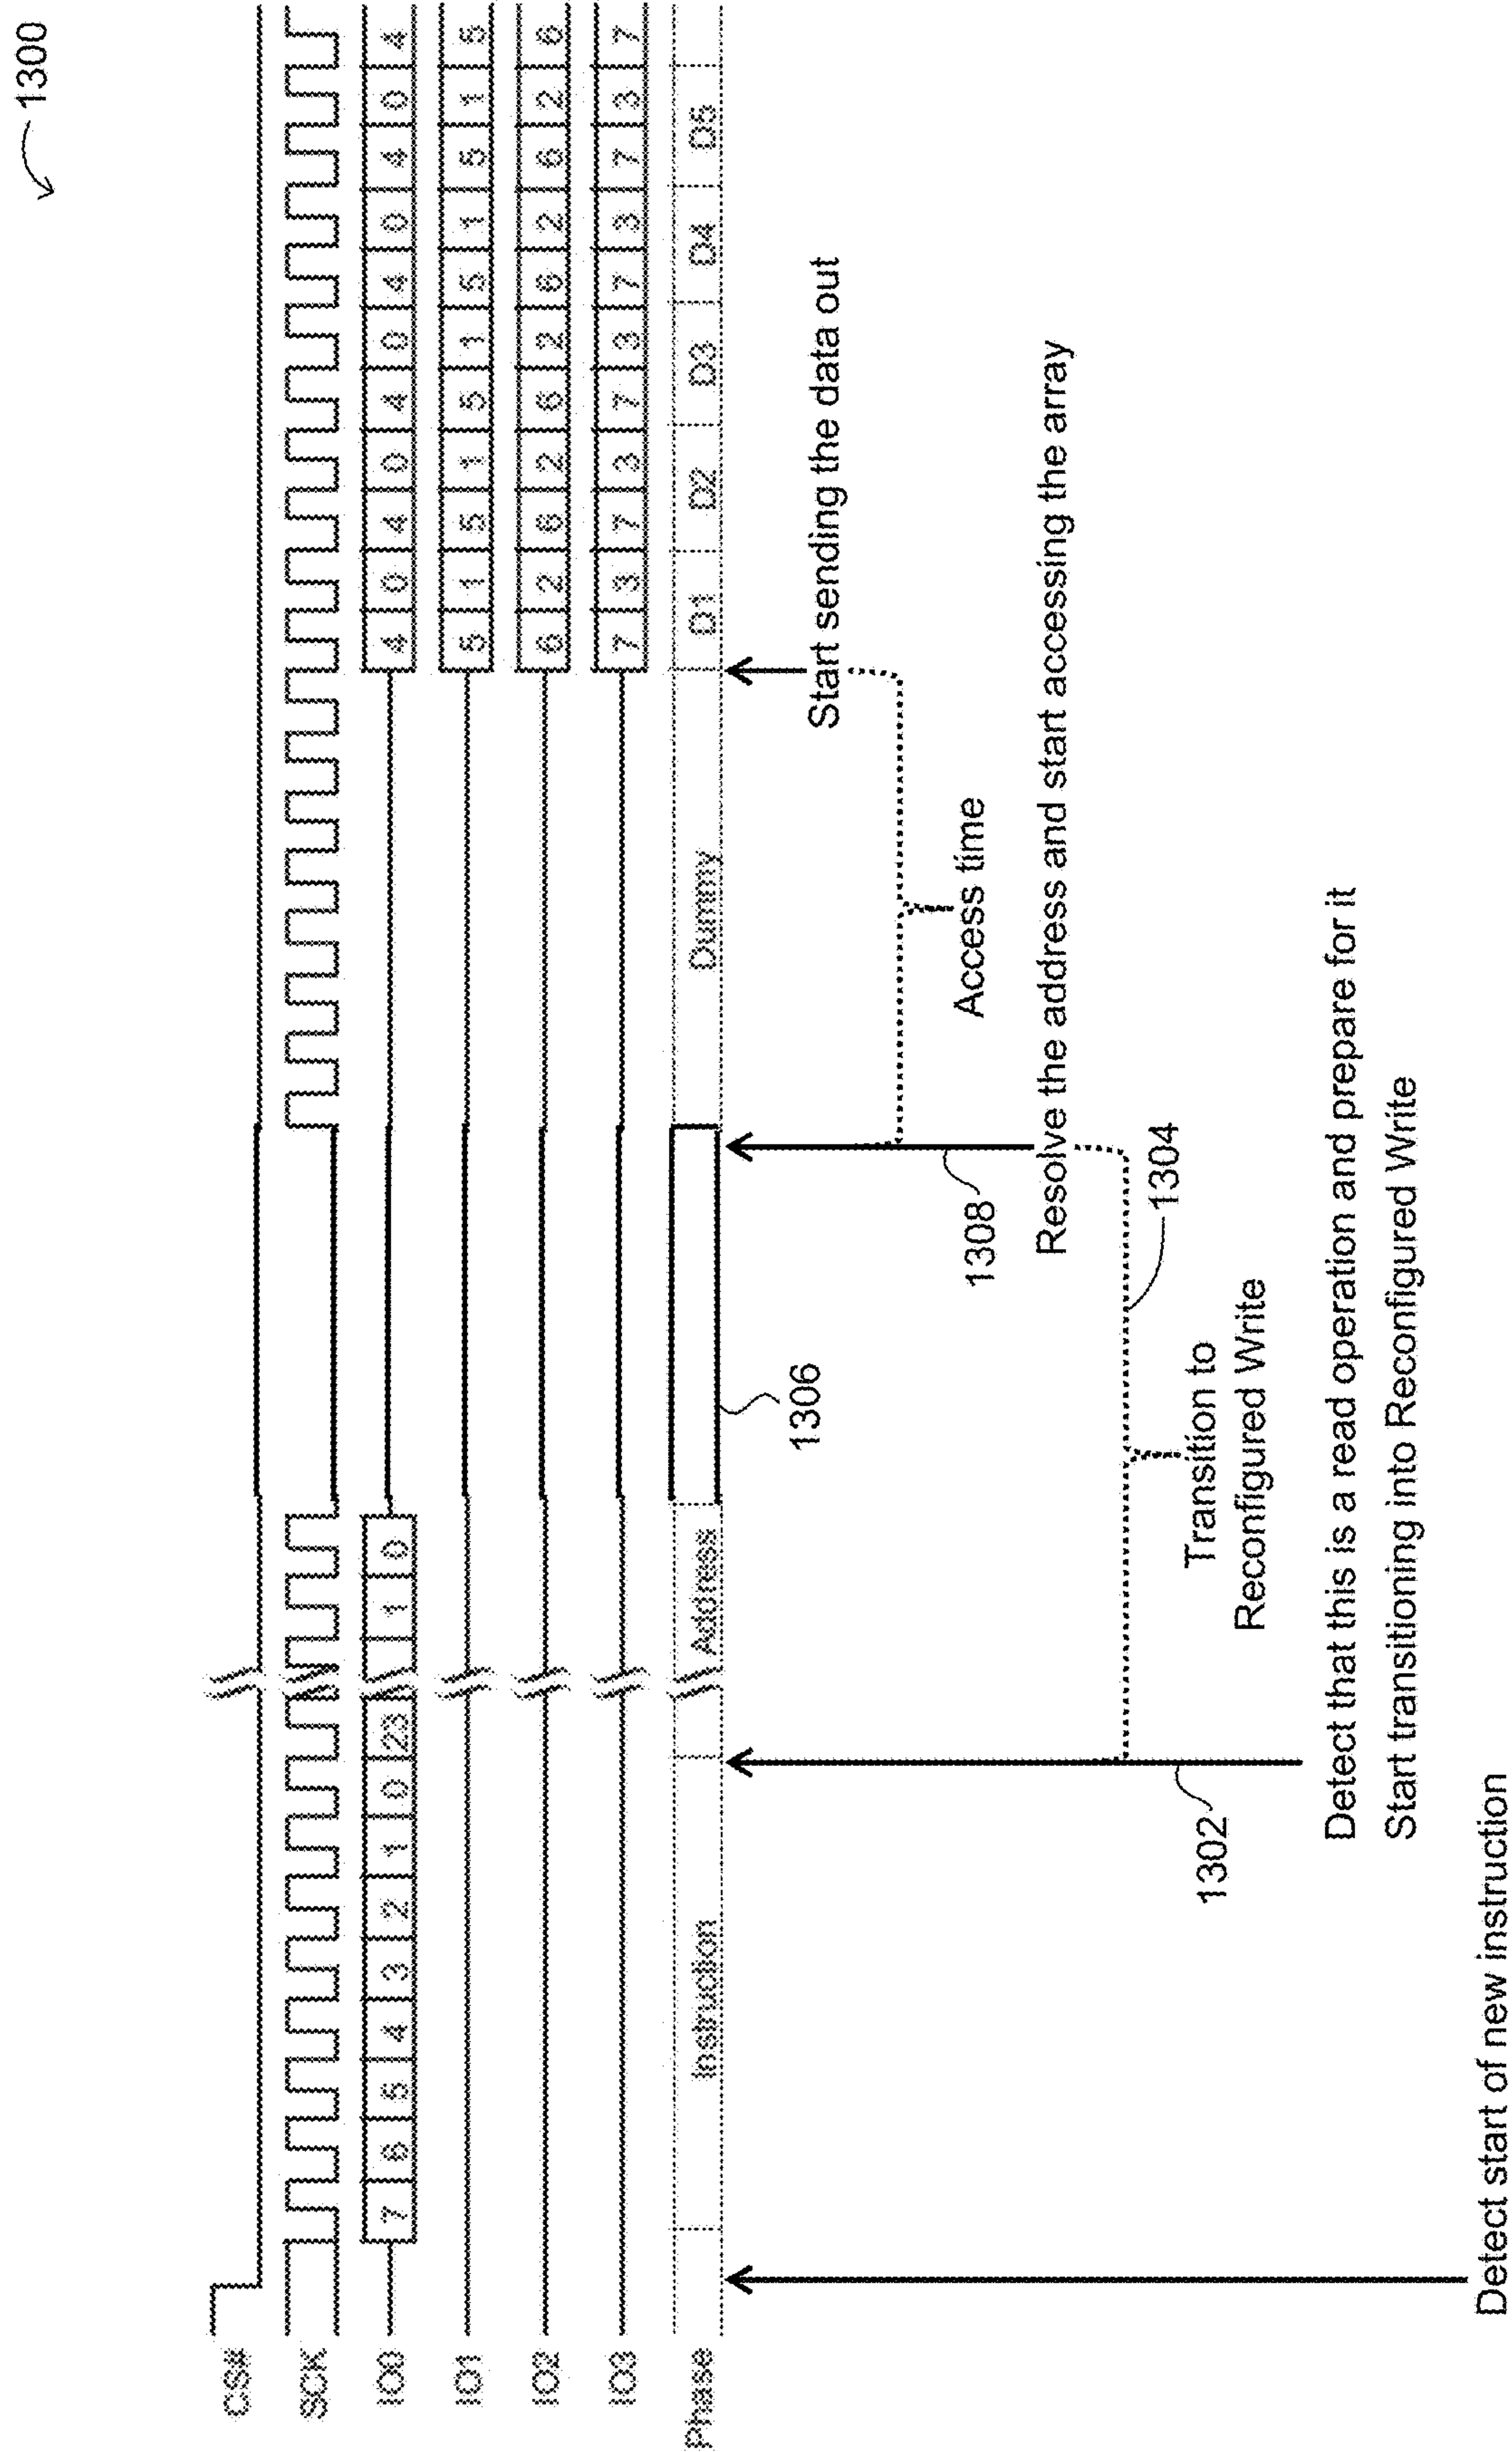 1300
CS#
SCK
IO0 7 6 5 4 3 2 1 0 23 1 0 4 0 4 0 4 0 4 0 4 0 4
IO1 5 1 5 1 5 1 5 1 5 1 5
IO2 6 2 6 2 6 2 6 2 6 2 6
IO3 7 3 7 3 7 3 7 3 7 3 7
Phase Instruction Address Dummy D1 D2 D3 D4 D5
Start sending the data out
Access time
1306
1308
Resolve the address and start accessing the array
1304
Transition to
Reconfigured Write
1302
Detect that this is a read operation and prepare for it
Start transitioning into Reconfigured Write
Detect start of new instruction